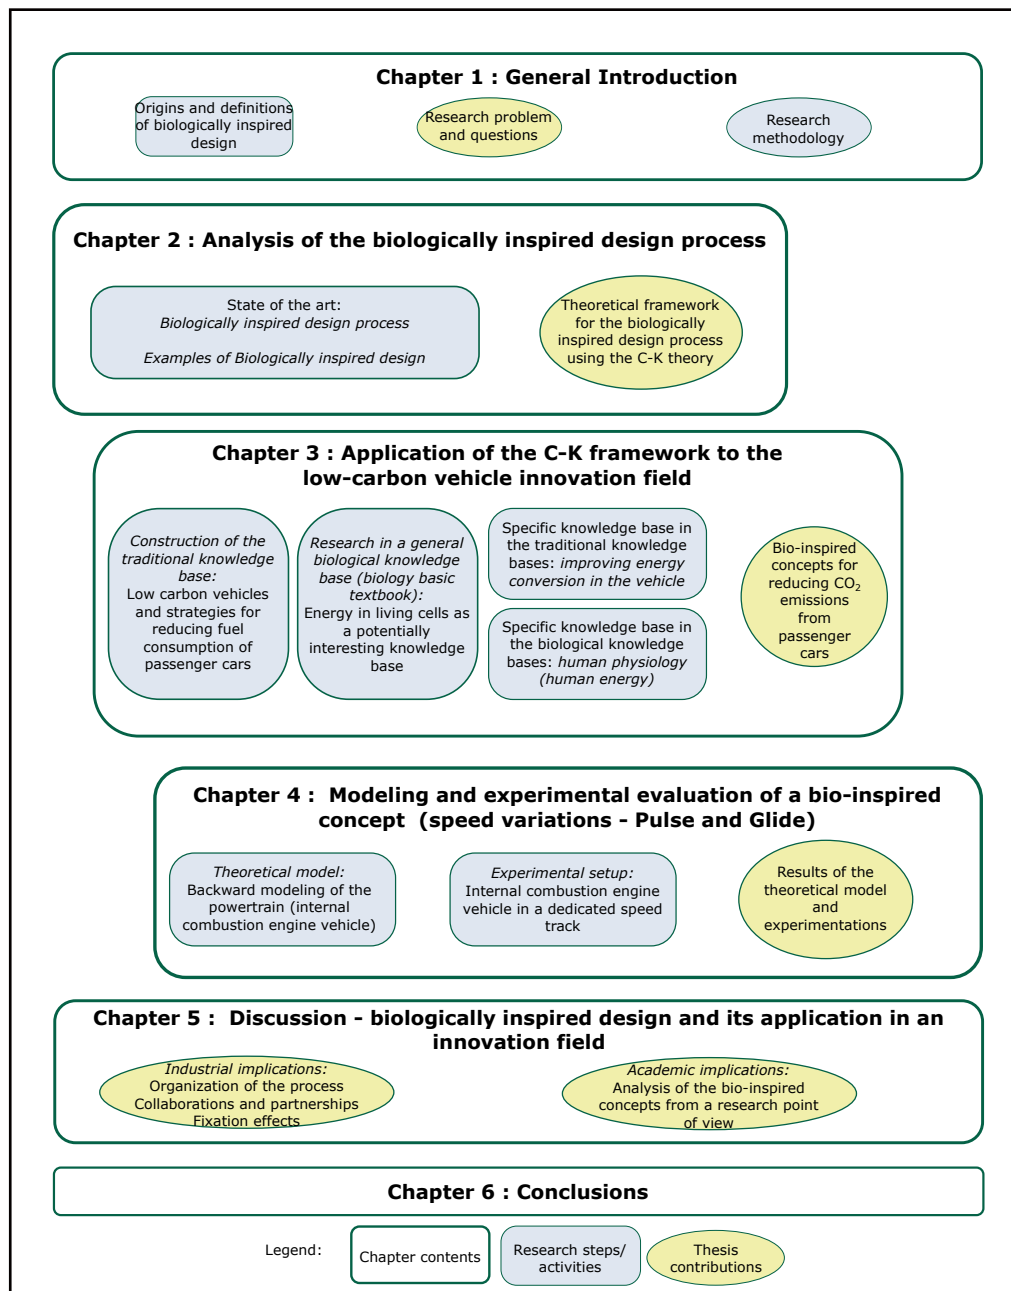 Chapter 1 : General Introduction
Origins and definitions
of biologically inspired
design
Research problem
and questions
Research
methodology
Chapter 2 : Analysis of the biologically inspired design process
State of the art:
Biologically inspired design process
Examples of Biologically inspired design
Theoretical framework
for the biologically
inspired design process
using the C-K theory
Chapter 3 : Application of the C-K framework to the
low-carbon vehicle innovation field
Construction of the
traditional knowledge
base:
Low carbon vehicles
and strategies for
reducing fuel
consumption of
passenger cars
Research in a general
biological knowledge
base (biology basic
textbook):
Energy in living cells as
a potentially
interesting knowledge
base
Specific knowledge base in
the traditional knowledge
bases: improving energy
conversion in the vehicle
Specific knowledge base in
the biological knowledge
bases: human physiology
(human energy)
Bio-inspired
concepts for
reducing CO2
emissions
from
passenger
cars
Chapter 4 :  Modeling and experimental evaluation of a bio-inspired
concept  (speed variations - Pulse and Glide)
Theoretical model:
Backward modeling of the
powertrain (internal
combustion engine vehicle)
Experimental setup:
Internal combustion engine
vehicle in a dedicated speed
track
Results of the
theoretical model
and
experimentations
Chapter 5 :  Discussion - biologically inspired design and its application in an
innovation field
Industrial implications:
Organization of the process
Collaborations and partnerships
Fixation effects
Academic implications:
Analysis of the bio-inspired
concepts from a research point
of view
Chapter 6 : Conclusions
Legend:
Chapter contents
Research steps/
activities
Thesis
contributions